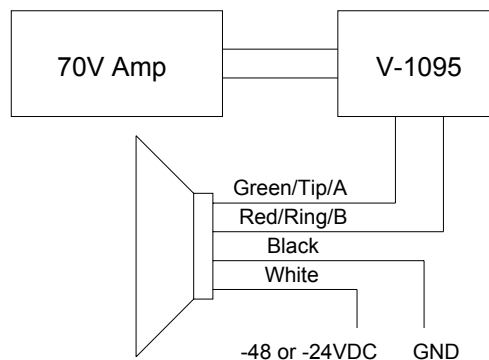 70V Amp
V-1095
Green/Tip/A
Red/Ring/B
Black
White
-48 or -24VDC
GND